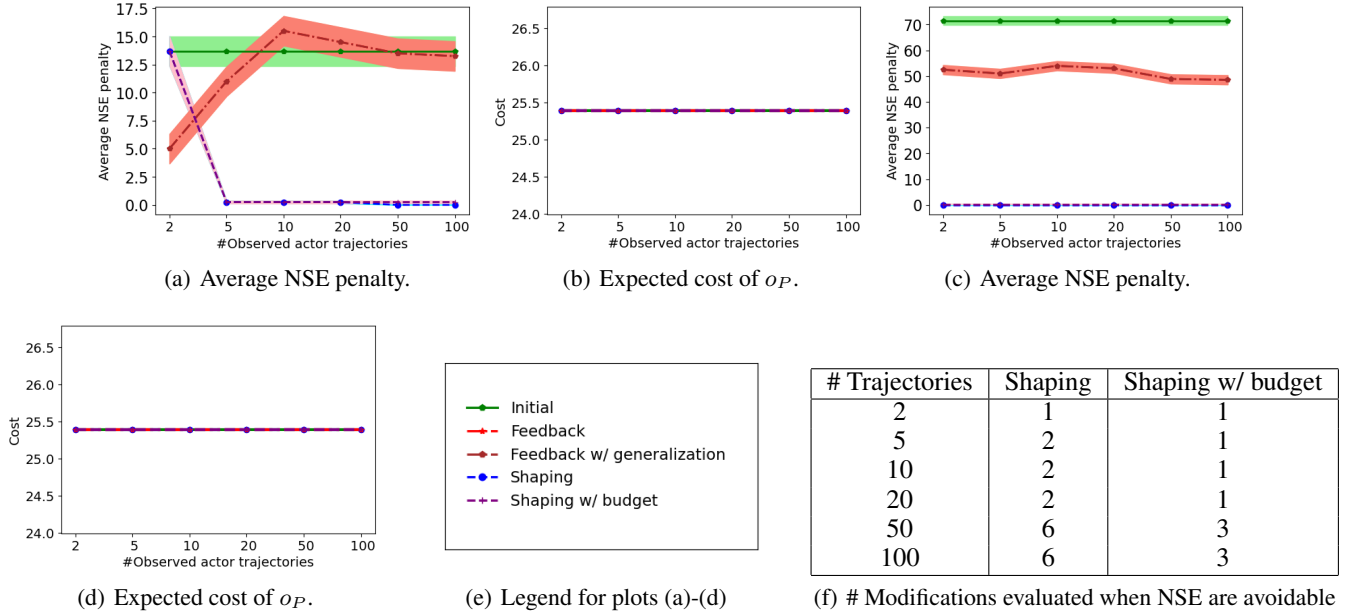 17.5
15.0
12.5
10.0
7.5
5.0
2.5
0.0
Average NSE penalty
2 5 10 20 50 100
#Observed actor trajectories
(a) Average NSE penalty.
26.5
26.0
25.5
25.0
24.5
24.0
Cost
2 5 10 20 50 100
#Observed actor trajectories
(b) Expected cost of oP.
70
60
50
40
30
20
10
0
Average NSE penalty
2 5 10 20 50 100
#Observed actor trajectories
(c) Average NSE penalty.
26.5
26.0
25.5
25.0
24.5
24.0
Cost
2 5 10 20 50 100
#Observed actor trajectories
(d) Expected cost of oP.
Initial
Feedback
Feedback w/ generalization
Shaping
Shaping w/ budget
(e) Legend for plots (a)-(d)
# Trajectories Shaping Shaping w/ budget
2 1 1
5 2 1
10 2 1
20 2 1
50 6 3
100 6 3
(f) # Modifications evaluated when NSE are avoidable